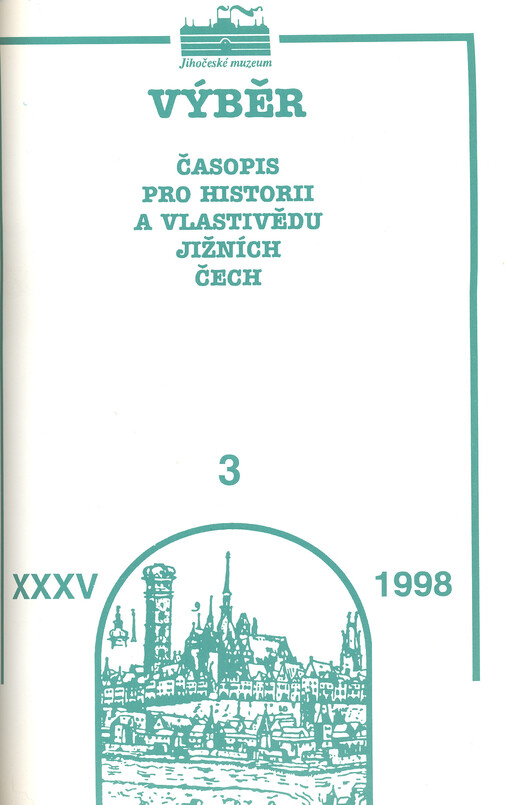 Jihočeské muzeum
VÝBĚR
ČASOPIS
PRO HISTORII
A VLASTIVĚDU
JIŽNÍCH
ČECH
3
XXXV
1998